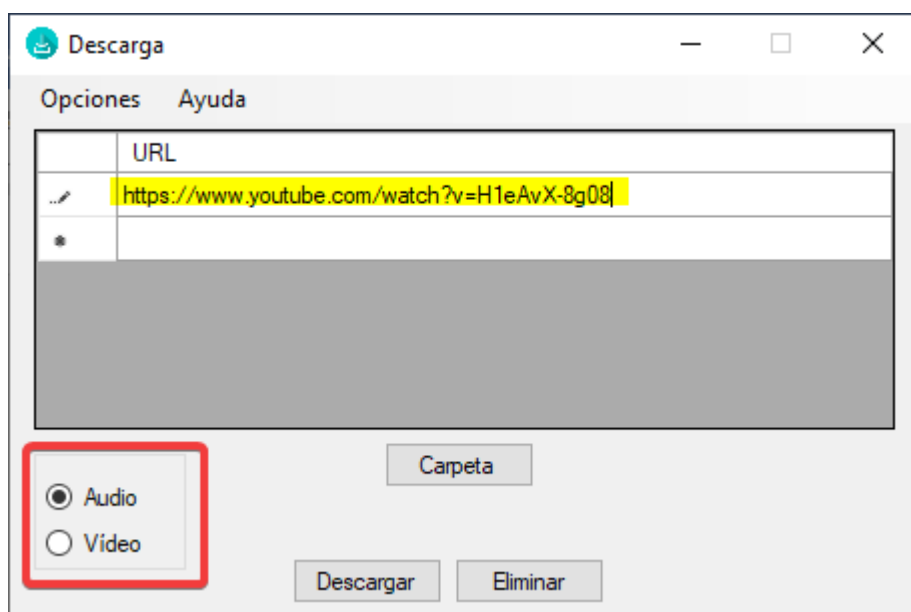 Descarga
Opciones Ayuda
URL
https://www.youtube.com/watch?v=H1eAvX-8g08
Carpeta
Audio
Vídeo
Descargar Eliminar